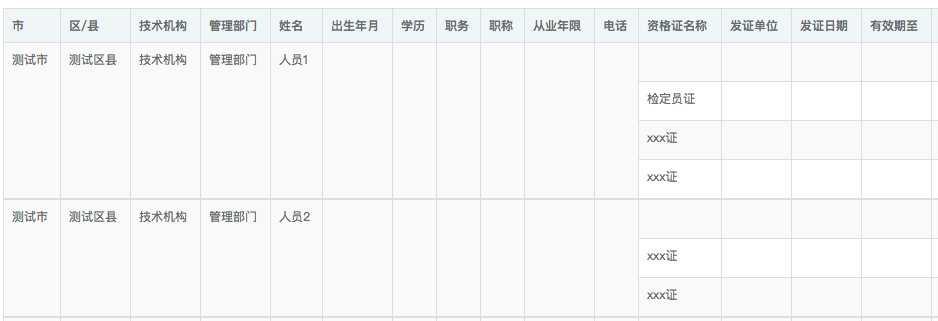 市 区/县 技术机构 管理部门 姓名 出生年月 学历 职务 职称 从业年限 电话 资格证名称 发证单位 发证日期 有效期至
测试市 测试区县 技术机构 管理部门 人员1
检定员证
xxx证
xxx证
测试市 测试区县 技术机构 管理部门 人员2
xxx证
xxx证